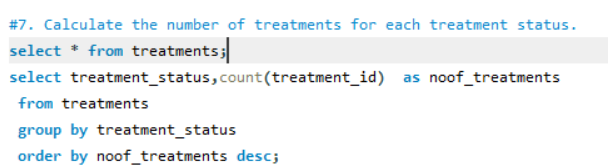 #7. Calculate the number of treatments for each treatment status.
select * from treatments;
select treatment_status,count(treatment_id)  as noof_treatments
 from treatments
 group by treatment_status
 order by noof_treatments desc;